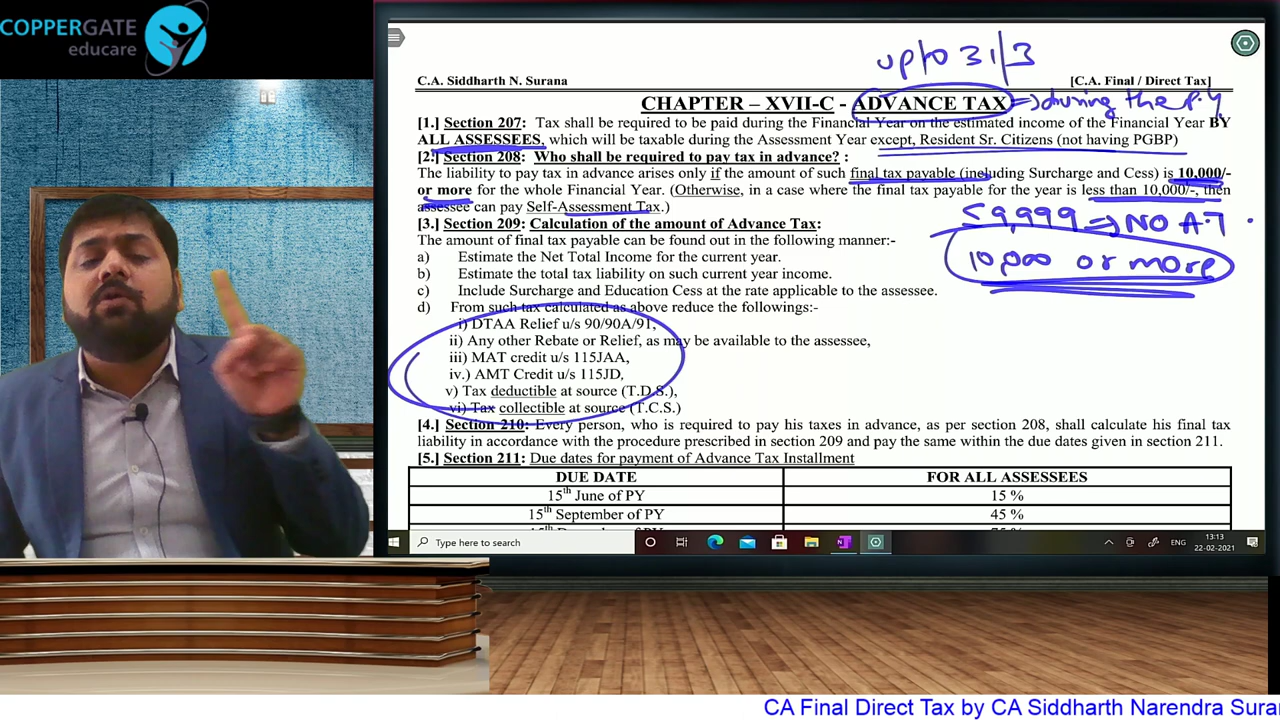 COPPERGATE
educare
upto 31/3
C.A. Siddharth N. Surana [C.A. Final / Direct Tax]
CHAPTER – XVII-C - ADVANCE TAX => during the P.Y
[1.] Section 207: Tax shall be required to be paid during the Financial Year on the estimated income of the Financial Year BY
ALL ASSESSEES, which will be taxable during the Assessment Year except, Resident Sr. Citizens (not having PGBP)
[2.] Section 208: Who shall be required to pay tax in advance? :
The liability to pay tax in advance arises only if the amount of such final tax payable (including Surcharge and Cess) is 10,000/-
or more for the whole Financial Year. (Otherwise, in a case where the final tax payable for the year is less than 10,000/-, then
assessee can pay Self-Assessment Tax.)
≤ 9,999 => NO A.T.
[3.] Section 209: Calculation of the amount of Advance Tax:
The amount of final tax payable can be found out in the following manner:-
10,000 or more
a) Estimate the Net Total Income for the current year.
b) Estimate the total tax liability on such current year income.
c) Include Surcharge and Education Cess at the rate applicable to the assessee.
d) From such tax calculated as above reduce the followings:-
i) DTAA Relief u/s 90/90A/91,
ii) Any other Rebate or Relief, as may be available to the assessee,
iii) MAT credit u/s 115JAA,
iv.) AMT Credit u/s 115JD,
v) Tax deductible at source (T.D.S.),
vi) Tax collectible at source (T.C.S.)
[4.] Section 210: Every person, who is required to pay his taxes in advance, as per section 208, shall calculate his final tax
liability in accordance with the procedure prescribed in section 209 and pay the same within the due dates given in section 211.
[5.] Section 211: Due dates for payment of Advance Tax Installment
DUE DATE FOR ALL ASSESSEES
15th June of PY 15 %
15th September of PY 45 %
Type here to search
ENG
13:13
22-02-2021
CA Final Direct Tax by CA Siddharth Narendra Sura